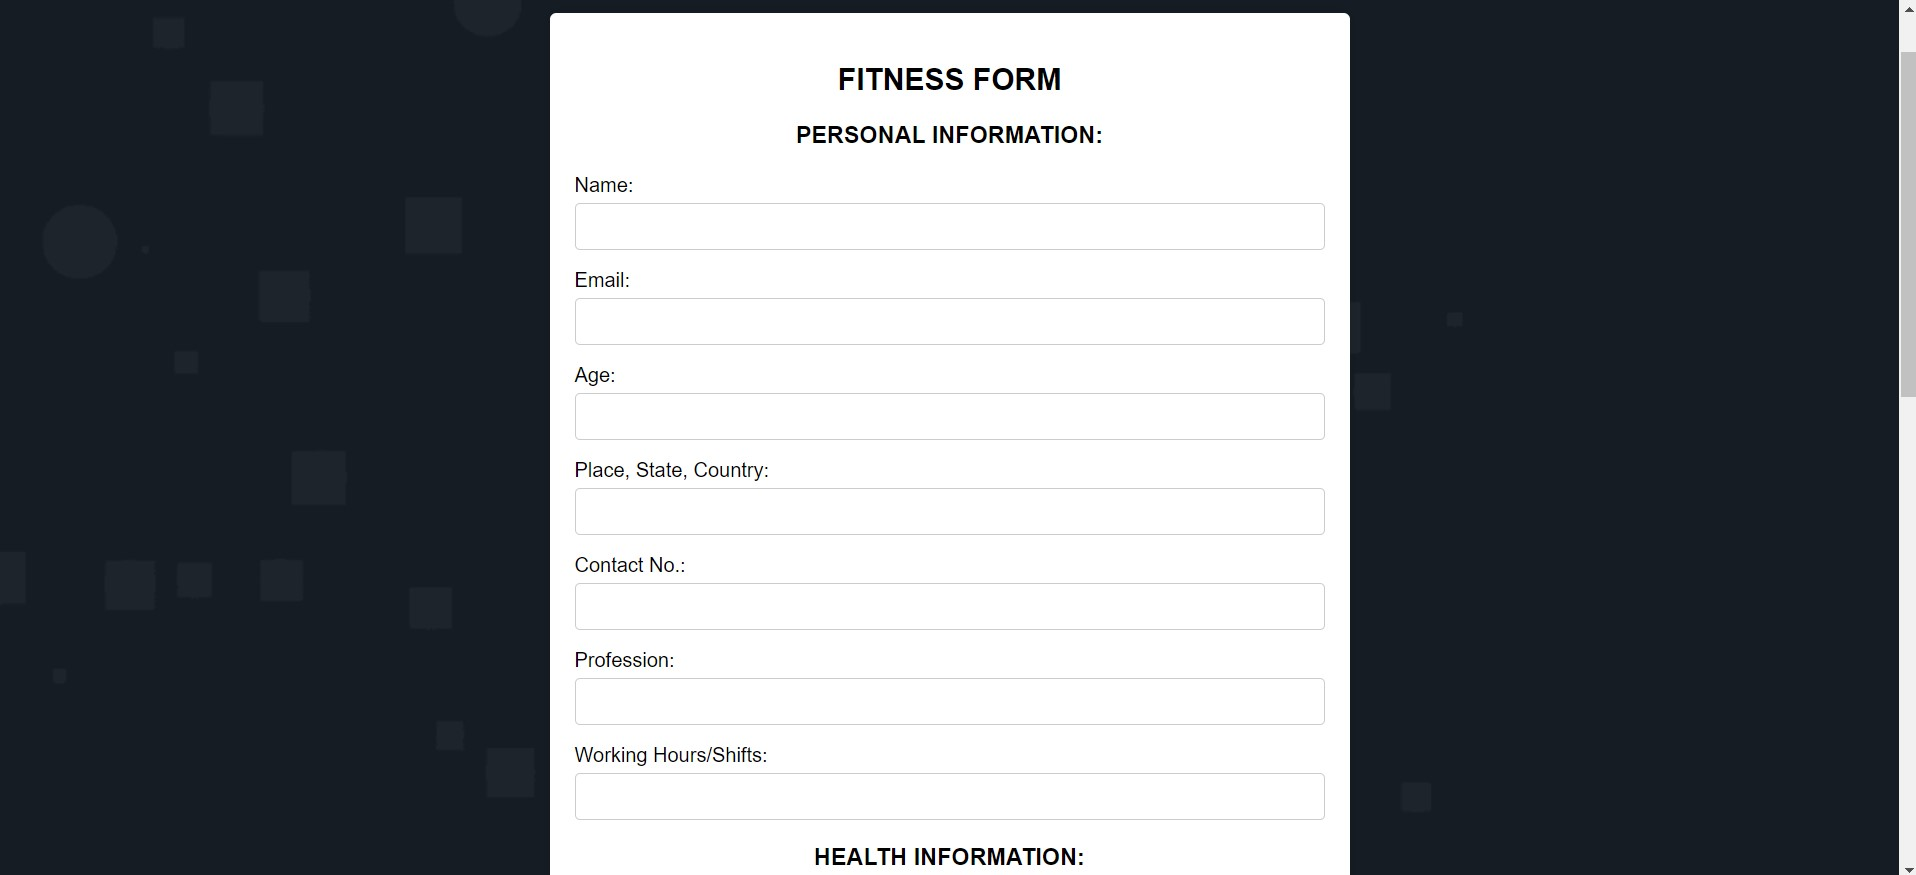 FITNESS FORM
PERSONAL INFORMATION:
Name:
Email:
Age:
Place, State, Country:
Contact No.:
Profession:
Working Hours/Shifts:
HEALTH INFORMATION: